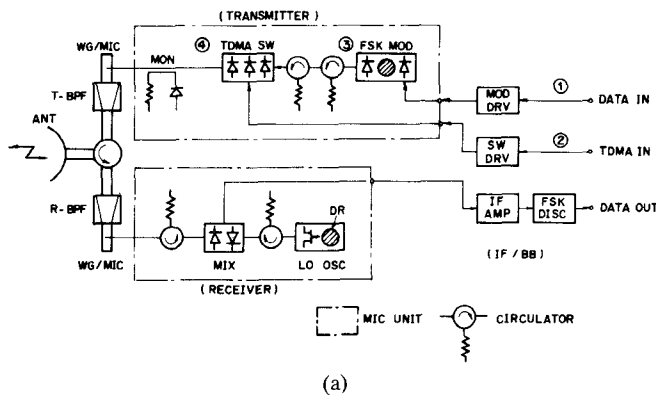 (TRANSMITTER)
WG/MIC
MON
④ TDMA SW
③ FSK MOD
T-BPF
ANT
MOD DRV
①
DATA IN
SW DRV
②
TDMA IN
R-BPF
DR
IF AMP
FSK DISC
DATA OUT
MIX
LO OSC
(IF/BB)
WG/MIC
(RECEIVER)
MIC UNIT
CIRCULATOR
(a)